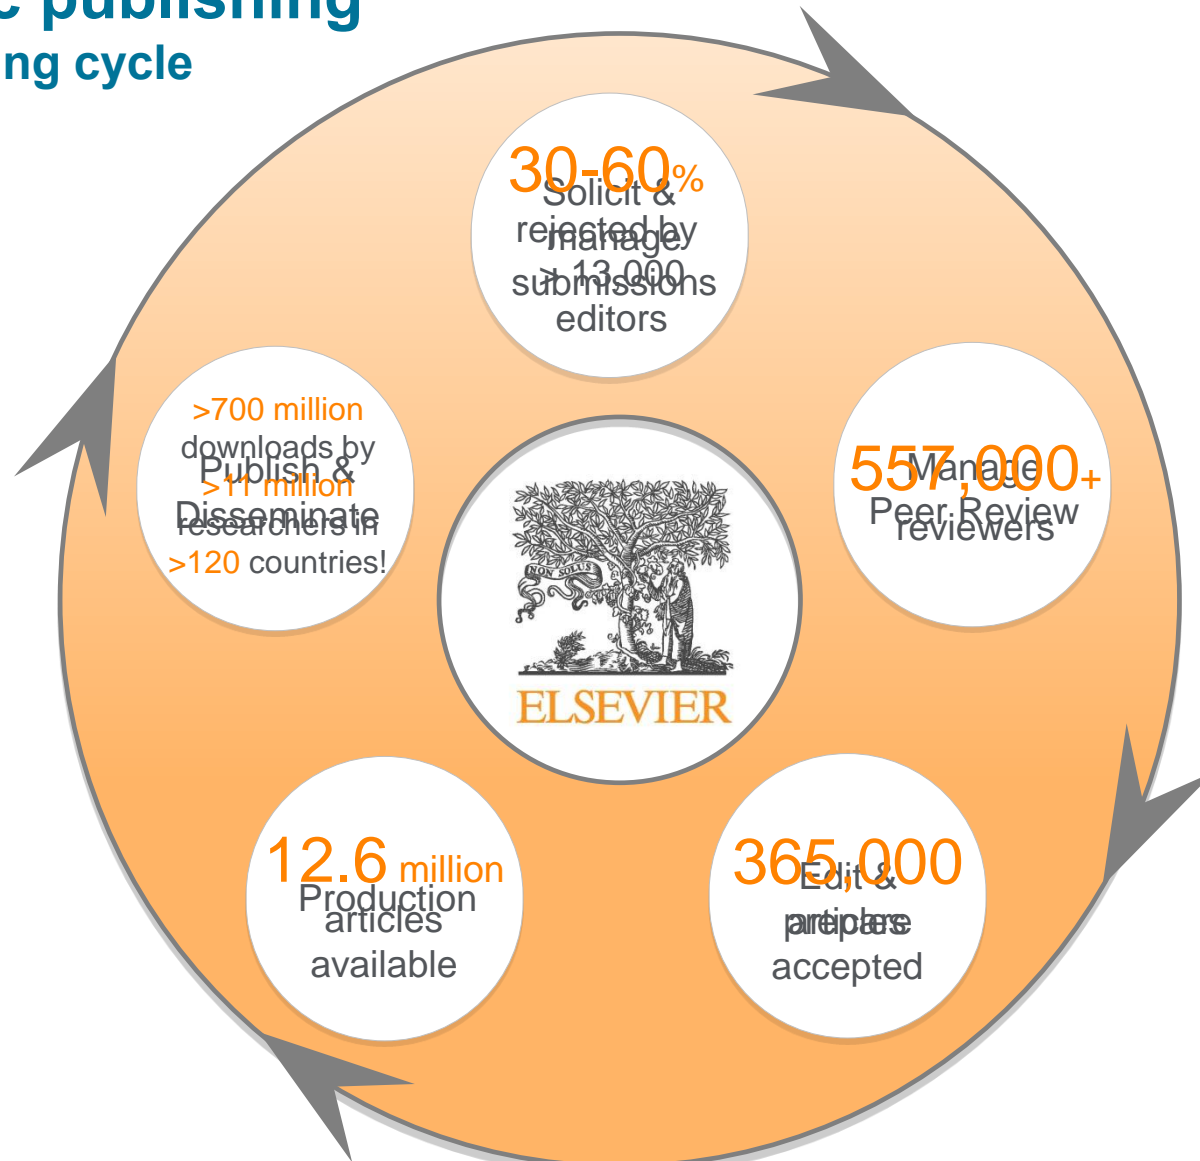 c publishing
ng cycle
30-60%
rejected by
> 13,000
editors
Solicit &
manage
submissions
557,000+
reviewers
Manage
Peer Review
365,000
articles
accepted
Edit &
prepare
12.6 million
articles
available
Production
>700 million
downloads by
>11 million
researchers in
>120 countries!
Publish &
Disseminate
NON SOLUS
ELSEVIER